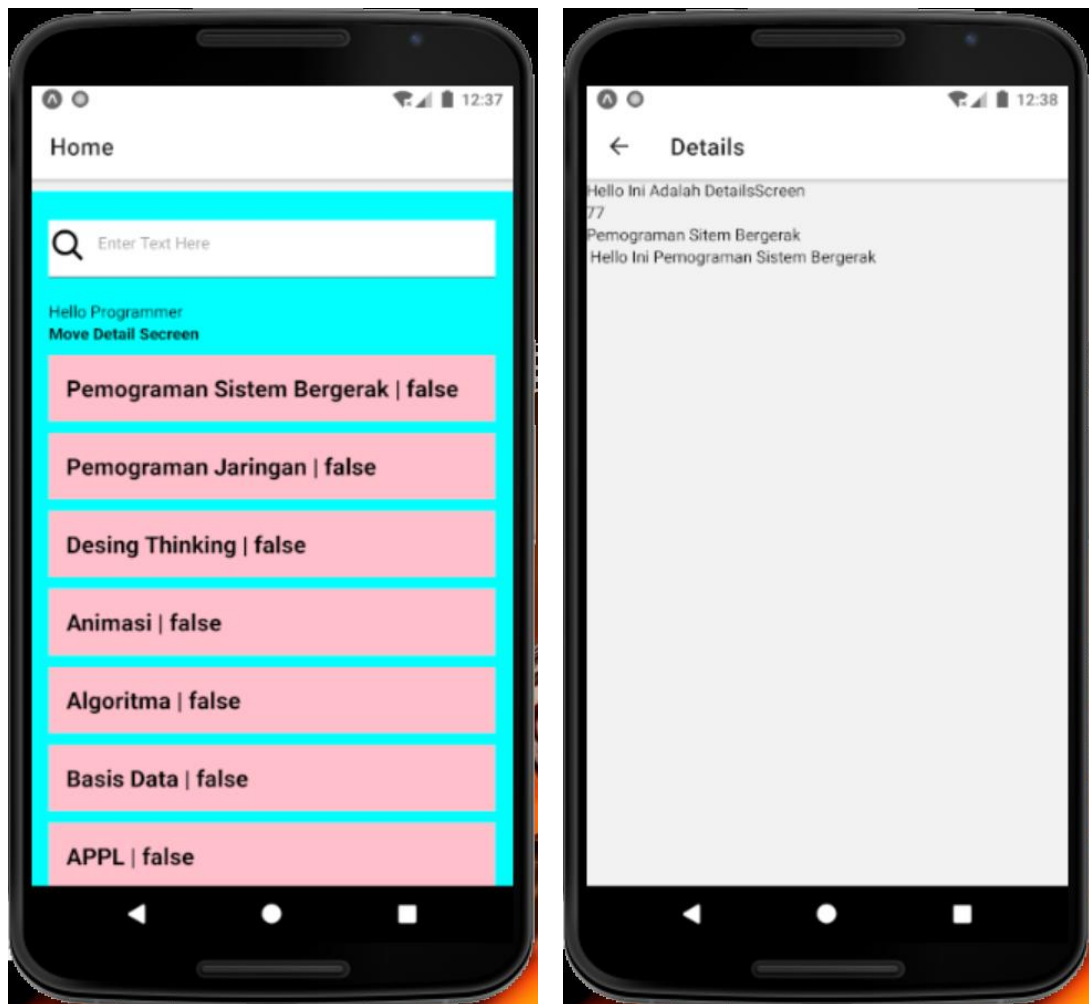 12:37
Home
Enter Text Here
Hello Programmer
Move Detail Secreen
Pemograman Sistem Bergerak | false
Pemograman Jaringan | false
Desing Thinking | false
Animasi | false
Algoritma | false
Basis Data | false
APPL | false
12:38
Details
Hello Ini Adalah DetailsScreen
77
Pemograman Sitem Bergerak
Hello Ini Pemograman Sistem Bergerak